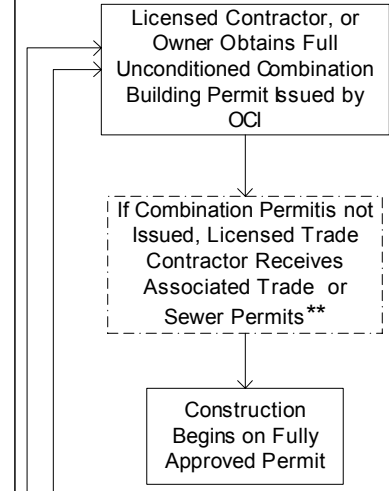 Licensed Contractor, or
Owner Obtains Full
Unconditioned Combination
Building Permit Issued by
OCI
If Combination Permitis not
Issued, Licensed Trade
Contractor Receives
Associated Trade or
Sewer Permits**
Construction
Begins on Fully
Approved Permit